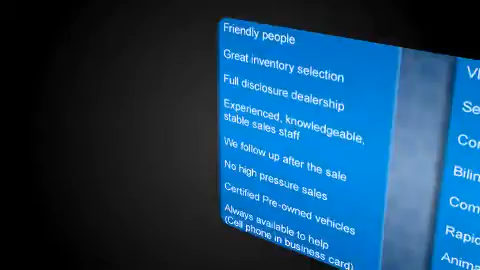 Friendly people
Great inventory selection
Full disclosure dealership
Experienced, knowledgeable,
stable sales staff
We follow up after the sale
No high pressure sales
Certified Pre-owned vehicles
Always available to help
(Cell phone in business card)